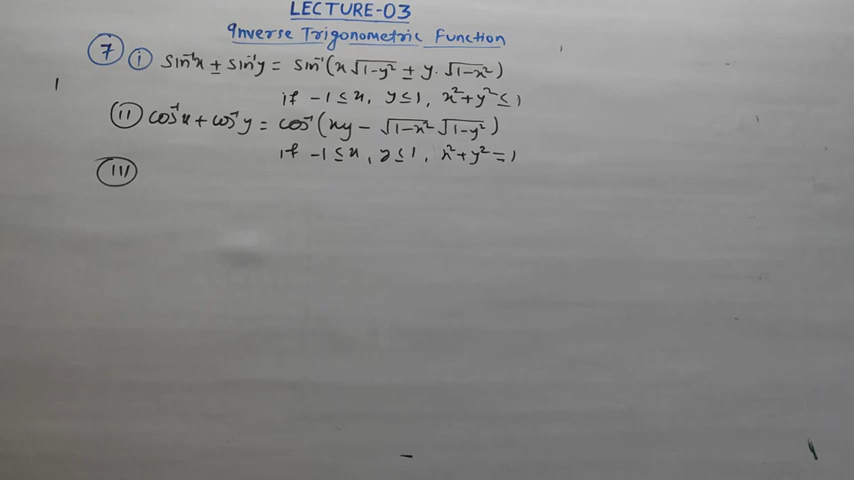 LECTURE-03
Inverse Trigonometric Function
7 i sin⁻¹x ± sin⁻¹y = sin⁻¹(x√1-y² ± y.√1-x²)
if -1 ≤ x, y ≤ 1, x²+y² ≤ 1
ii cos⁻¹x + cos⁻¹y = cos⁻¹(xy - √1-x² √1-y²)
if -1 ≤ x, y ≤ 1, x²+y² = 1
iii